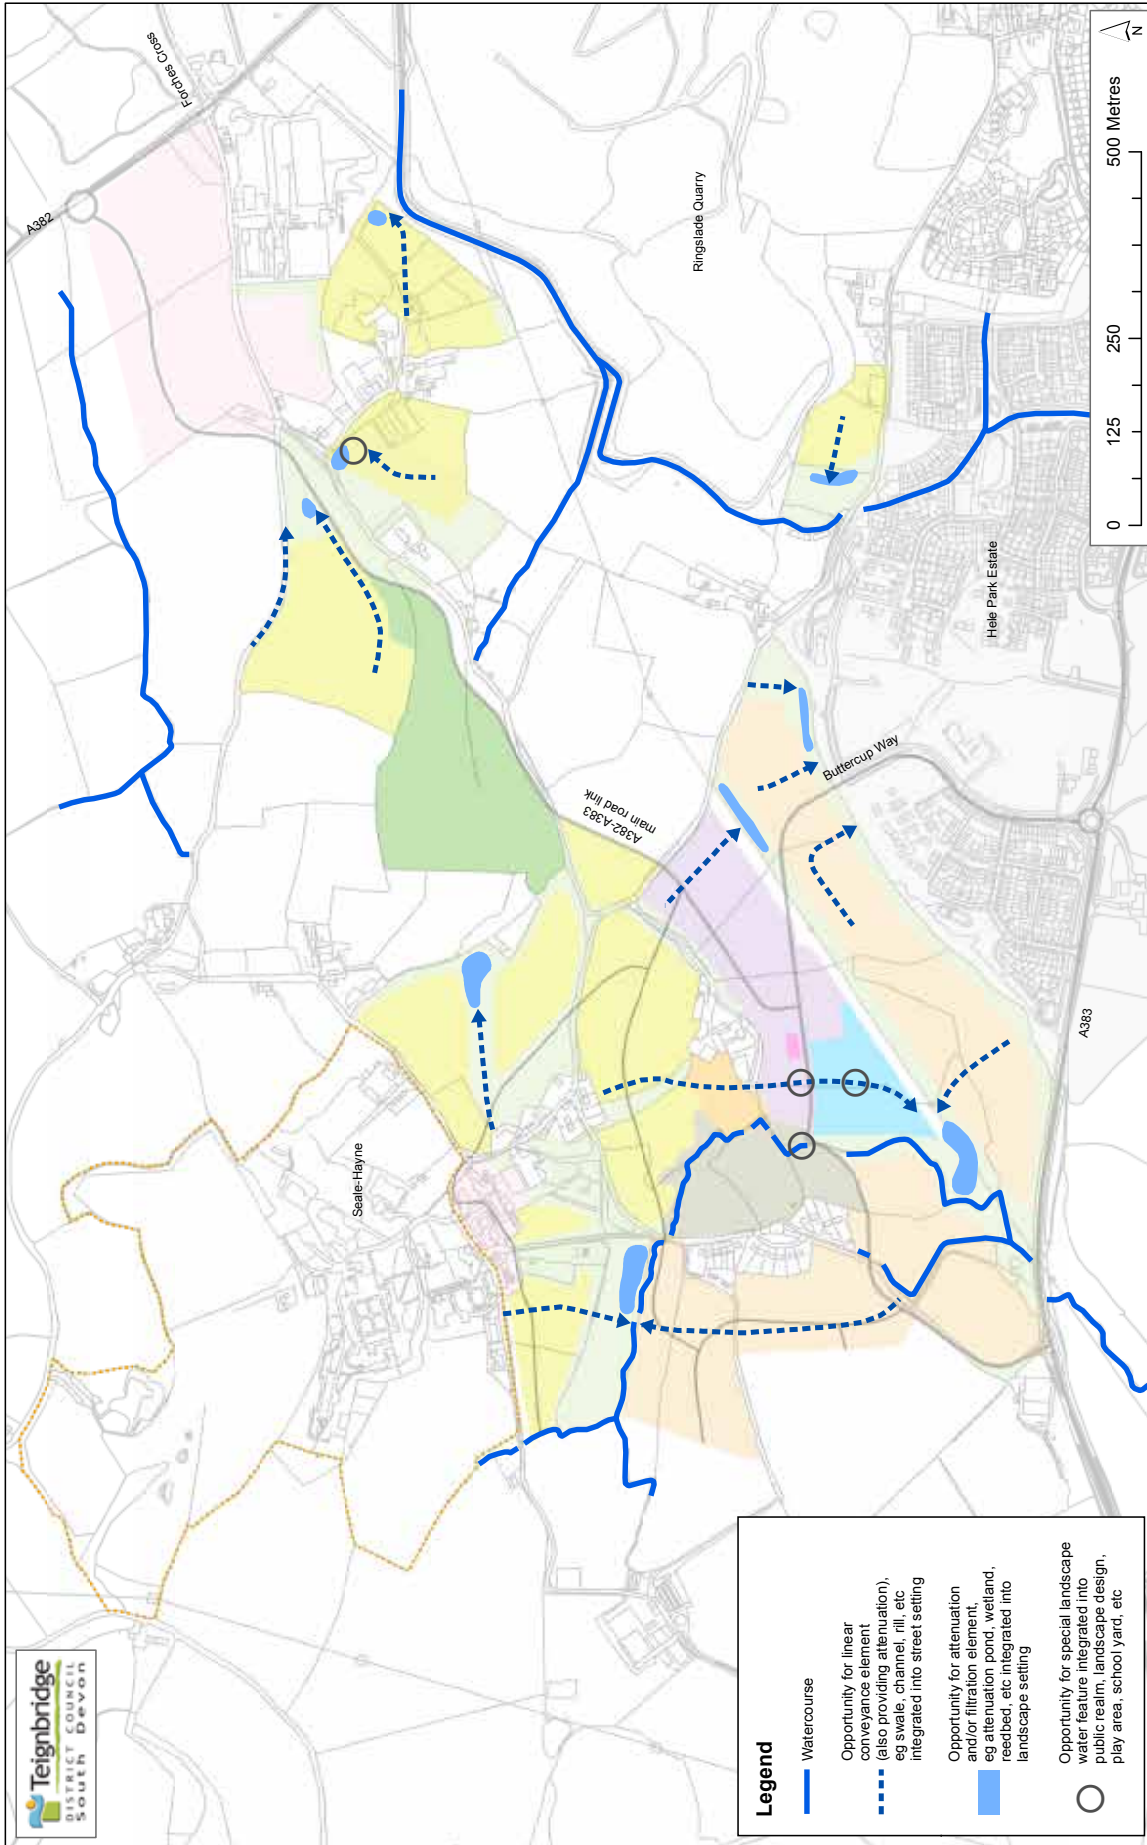 Teignbridge
DISTRICT COUNCIL
South Devon
A382
Forches Cross
Seale-Hayne
Ringslade Quarry
A382-A383
main road link
Buttercup Way
Hele Park Estate
A383
Legend
Watercourse
Opportunity for linear
conveyance element
(also providing attenuation),
eg swale, channel, rill, etc
integrated into street setting
Opportunity for attenuation
and/or filtration element,
eg attenuation pond, wetland,
reedbed, etc integrated into
landscape setting
Opportunity for special landscape
water feature integrated into
public realm, landscape design,
play area, school yard, etc
0 125 250 500 Metres
N